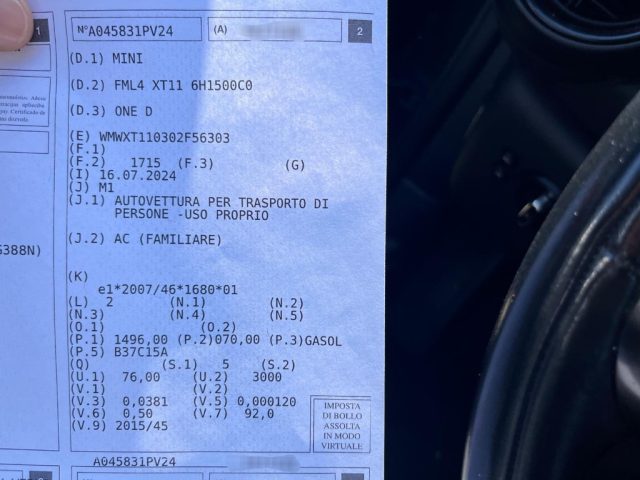 1
N°A045831PV24
(A)
2
(D.1) MINI
(D.2) FML4 XT11 6H1500C0
(D.3) ONE D
(E) WMWXT110302F56303
(F.1)
(F.2) 1715 (F.3) (G)
(I) 16.07.2024
(J) M1
(J.1) AUTOVETTURA PER TRASPORTO DI
PERSONE -USO PROPRIO
(J.2) AC (FAMILIARE)
G388N)
(K)
e1*2007/46*1680*01
(L) 2 (N.1) (N.2)
(N.3) (N.4) (N.5)
(O.1) (O.2)
(P.1) 1496,00 (P.2)070,00 (P.3)GASOL
(P.5) B37C15A
(Q) (S.1) 5 (S.2)
(U.1) 76,00 (U.2) 3000
(V.1) (V.2)
(V.3) 0,0381 (V.5) 0,000120
(V.6) 0,50 (V.7) 92,0
(V.9) 2015/45
IMPOSTA
DI BOLLO
ASSOLTA
IN MODO
VIRTUALE
A045831PV24